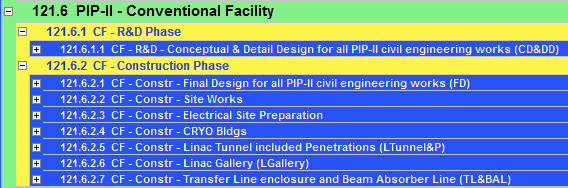 121.6 PIP-II - Conventional Facility
121.6.1 CF - R&D Phase
121.6.1.1 CF - R&D - Conceptual & Detail Design for all PIP-II civil engineering works (CD&DD)
121.6.2 CF - Construction Phase
121.6.2.1 CF - Constr - Final Design for all PIP-II civil engineering works (FD)
121.6.2.2 CF - Constr - Site Works
121.6.2.3 CF - Constr - Electrical Site Preparation
121.6.2.4 CF - Constr - CRYO Bldgs
121.6.2.5 CF - Constr - Linac Tunnel included Penetrations (LTunnel&P)
121.6.2.6 CF - Constr - Linac Gallery (LGallery)
121.6.2.7 CF - Constr - Transfer Line enclosure and Beam Absorber Line (TL&BAL)